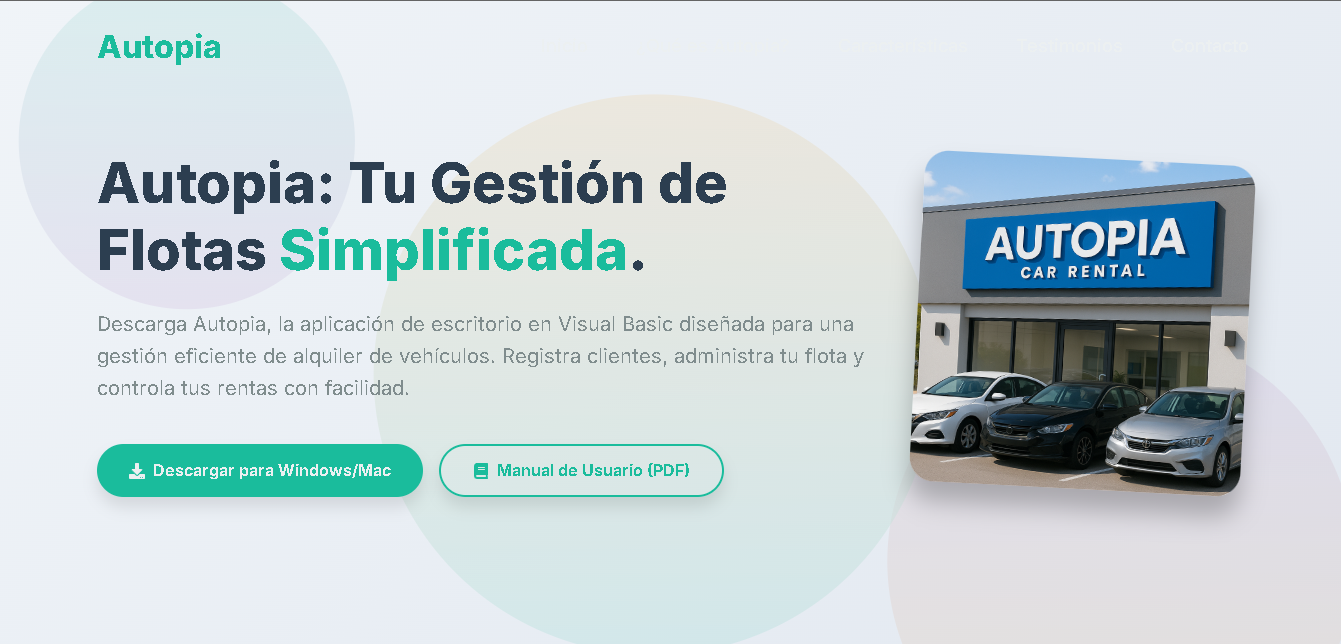 Autopia
Testimonios
Contacto
Autopia: Tu Gestión de
Flotas Simplificada.
Descarga Autopia, la aplicación de escritorio en Visual Basic diseñada para una
gestión eficiente de alquiler de vehículos. Registra clientes, administra tu flota y
controla tus rentas con facilidad.
Descargar para Windows/Mac
Manual de Usuario (PDF)
AUTOPIA
CAR RENTAL